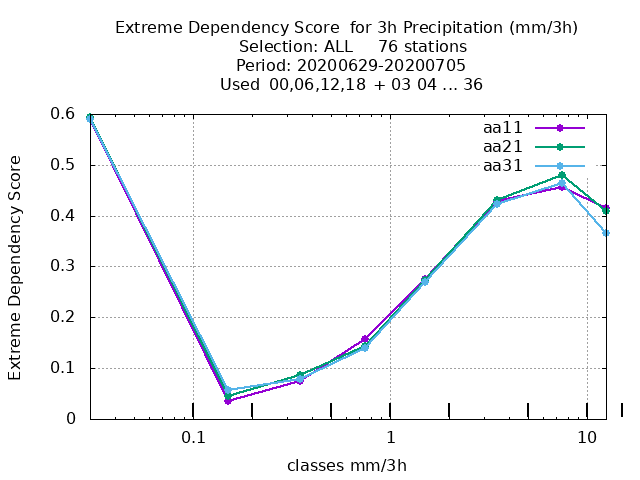 Extreme Dependency Score  for 3h Precipitation (mm/3h)
Selection: ALL     76 stations
Period: 20200629-20200705
Used  00,06,12,18  + 03 04 ... 36
aa11
aa21
aa31
0.6
0.5
0.4
0.3
0.2
0.1
0
Extreme Dependency Score
0.1
1
10
classes mm/3h